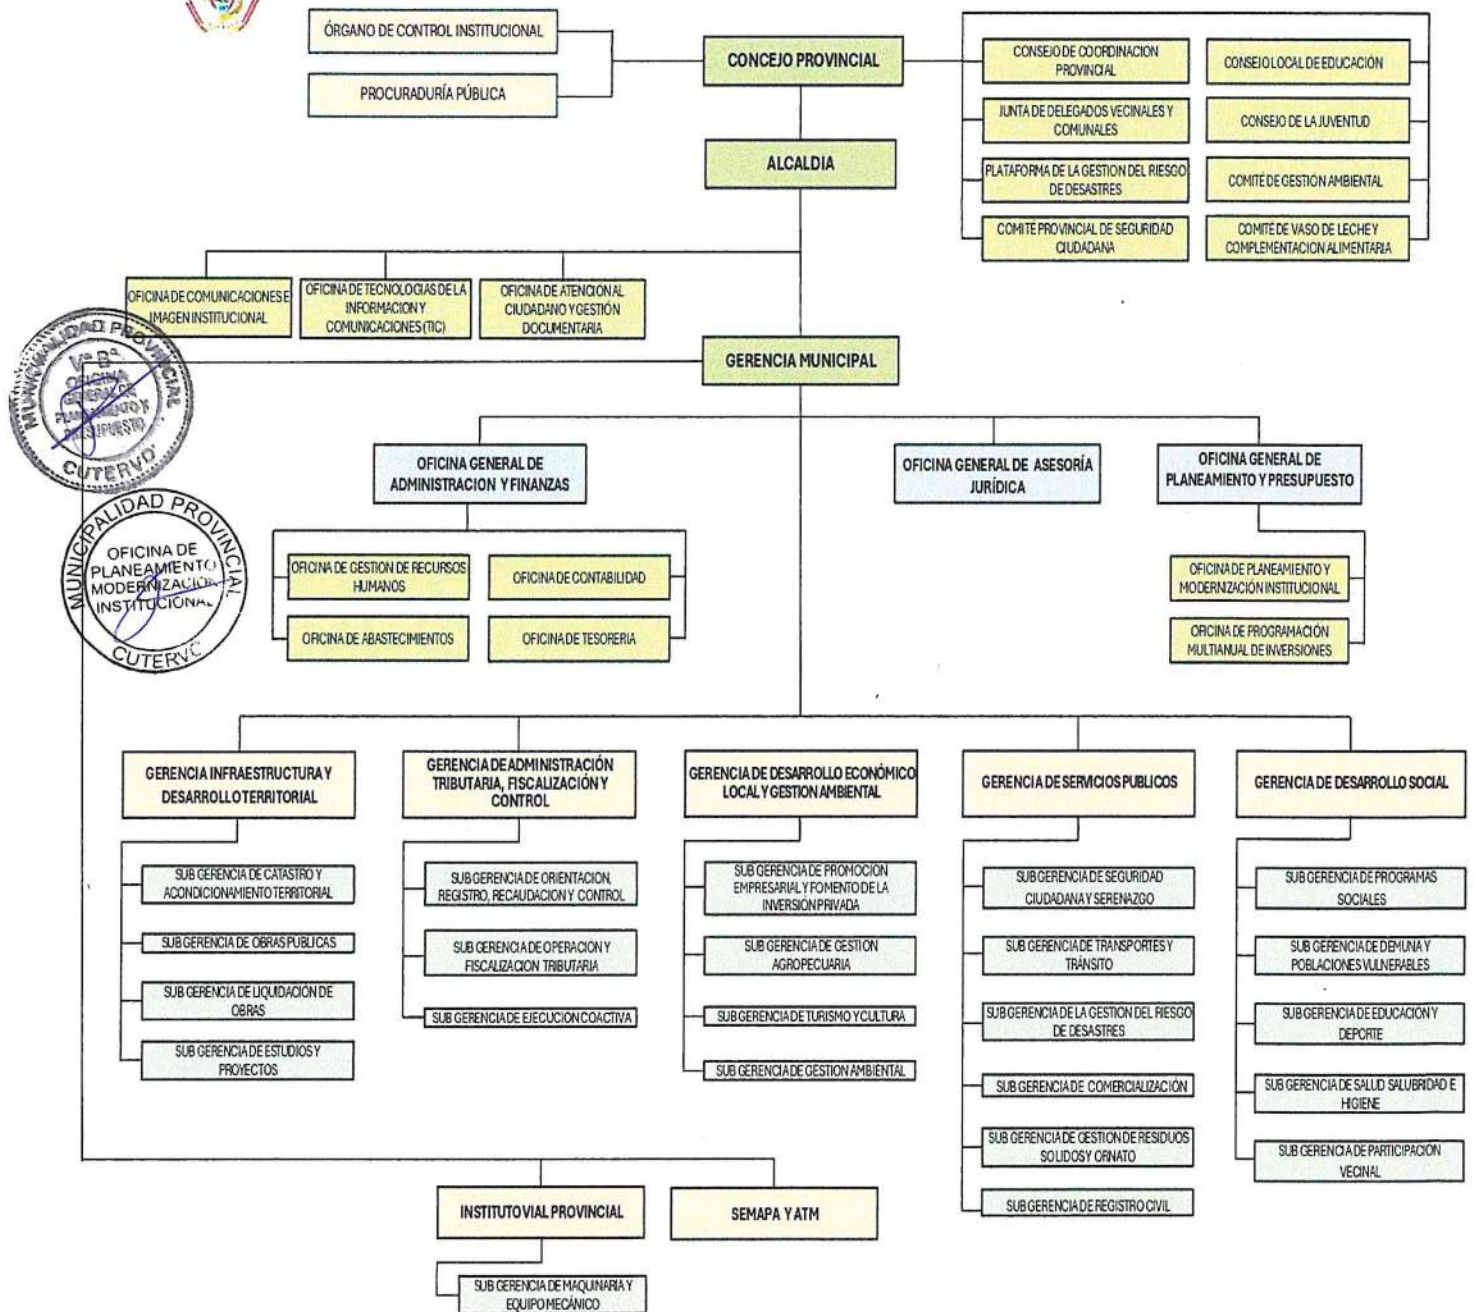 ÓRGANO DE CONTROL INSTITUCIONAL
PROCURADURÍA PÚBLICA
CONCEJO PROVINCIAL
CONSEJO DE COORDINACION
PROVINCIAL
CONSEJO LOCAL DE EDUCACIÓN
JUNTA DE DELEGADOS VECINALES Y
COMUNALES
CONSEJO DE LA JUVENTUD
PLATAFORMA DE LA GESTION DEL RIESGO
DE DESASTRES
COMITÉ DE GESTIÓN AMBIENTAL
COMITÉ PROVINCIAL DE SEGURIDAD
CIUDADANA
COMITÉ DE VASO DE LECHE Y
COMPLEMENTACION ALIMENTARIA
ALCALDIA
OFICINA DE COMUNICACIONES E
IMAGEN INSTITUCIONAL
OFICINA DE TECNOLOGIAS DE LA
INFORMACION Y
COMUNICACIONES (TIC)
OFICINA DE ATENCION AL
CIUDADANO Y GESTIÓN
DOCUMENTARIA
GERENCIA MUNICIPAL
MUNICIPALIDAD PROVINCIAL
V° B°
OFICINA
GENERAL DE
PLANEAMIENTO Y
PRESUPUESTO
CUTERVO
MUNICIPALIDAD PROVINCIAL
OFICINA DE
PLANEAMIENTO
MODERNIZACIÓN
INSTITUCIONAL
CUTERVO
OFICINA GENERAL DE
ADMINISTRACION Y FINANZAS
OFICINA GENERAL DE ASESORÍA
JURÍDICA
OFICINA GENERAL DE
PLANEAMIENTO Y PRESUPUESTO
OFICINA DE GESTION DE RECURSOS
HUMANOS
OFICINA DE CONTABILIDAD
OFICINA DE ABASTECIMIENTOS
OFICINA DE TESORERIA
OFICINA DE PLANEAMIENTO Y
MODERNIZACIÓN INSTITUCIONAL
OFICINA DE PROGRAMACIÓN
MULTIANUAL DE INVERSIONES
GERENCIA INFRAESTRUCTURA Y
DESARROLLO TERRITORIAL
SUB GERENCIA DE CATASTRO Y
ACONDICIONAMIENTO TERRITORIAL
SUB GERENCIA DE OBRAS PUBLICAS
SUB GERENCIA DE LIQUIDACIÓN DE
OBRAS
SUB GERENCIA DE ESTUDIOS Y
PROYECTOS
GERENCIA DE ADMINISTRACIÓN
TRIBUTARIA, FISCALIZACIÓN Y
CONTROL
SUB GERENCIA DE ORIENTACION,
REGISTRO, RECAUDACION Y CONTROL
SUB GERENCIA DE OPERACIÓN Y
FISCALIZACION TRIBUTARIA
SUB GERENCIA DE EJECUCION COACTIVA
GERENCIA DE DESARROLLO ECONÓMICO
LOCAL Y GESTION AMBIENTAL
SUB GERENCIA DE PROMOCION
EMPRESARIAL Y FOMENTO DE LA
INVERSIÓN PRIVADA
SUB GERENCIA DE GESTION
AGROPECUARIA
SUB GERENCIA DE TURISMO Y CULTURA
SUB GERENCIA DE GESTION AMBIENTAL
GERENCIA DE SERVICIOS PUBLICOS
SUB GERENCIA DE SEGURIDAD
CIUDADANA Y SERENAZGO
SUB GERENCIA DE TRANSPORTES Y
TRÁNSITO
SUB GERENCIA DE LA GESTION DEL RIESGO
DE DESASTRES
SUB GERENCIA DE COMERCIALIZACIÓN
SUB GERENCIA DE GESTION DE RESIDUOS
SOLIDOS Y ORNATO
SUB GERENCIA DE REGISTRO CIVIL
GERENCIA DE DESARROLLO SOCIAL
SUB GERENCIA DE PROGRAMAS
SOCIALES
SUB GERENCIA DE DEMUNA Y
POBLACIONES VULNERABLES
SUB GERENCIA DE EDUCACIÓN Y
DEPORTE
SUB GERENCIA DE SALUD SALUBRIDAD E
HIGIENE
SUB GERENCIA DE PARTICIPACION
VECINAL
INSTITUTO VIAL PROVINCIAL
SEMAPA Y ATM
SUB GERENCIA DE MAQUINARIA Y
EQUIPO MECÁNICO